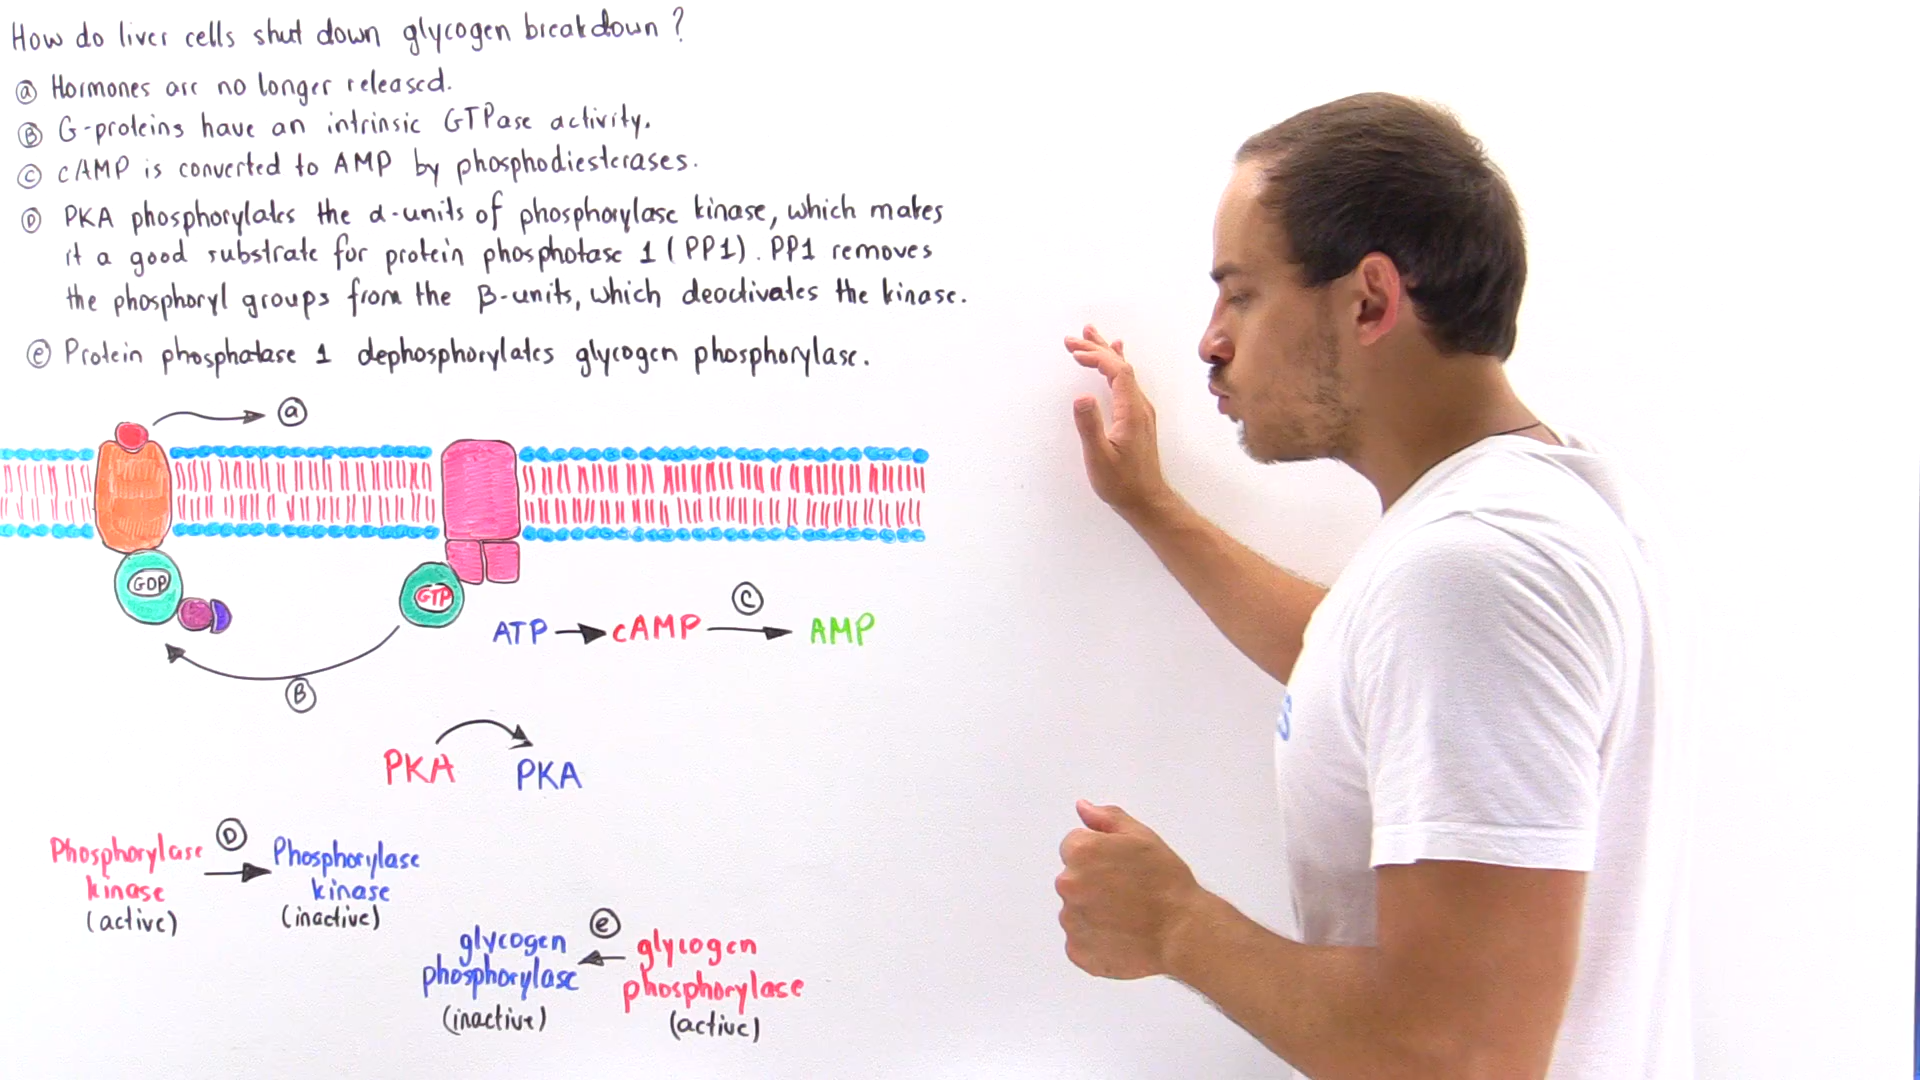 How do liver cells shut down glycogen breakdown?
ⓐ Hormones are no longer released.
Ⓑ G-proteins have an intrinsic GTPase activity.
Ⓒ cAMP is converted to AMP by phosphodiesterases.
Ⓓ PKA phosphorylates the α-units of phosphorylase kinase, which makes
it a good substrate for protein phosphotase 1 (PP1). PP1 removes
the phosphoryl groups from the β-units, which deactivates the kinase.
ⓔ Protein phosphatase 1 dephosphorylates glycogen phosphorylase.
ⓐ
GDP
GTP
Ⓒ
ATP → cAMP → AMP
Ⓑ
PKA PKA
Ⓓ
Phosphorylase → Phosphorylase
kinase kinase
(active) (inactive)
ⓔ
glycogen ← glycogen
phosphorylase phosphorylase
(inactive) (active)
S